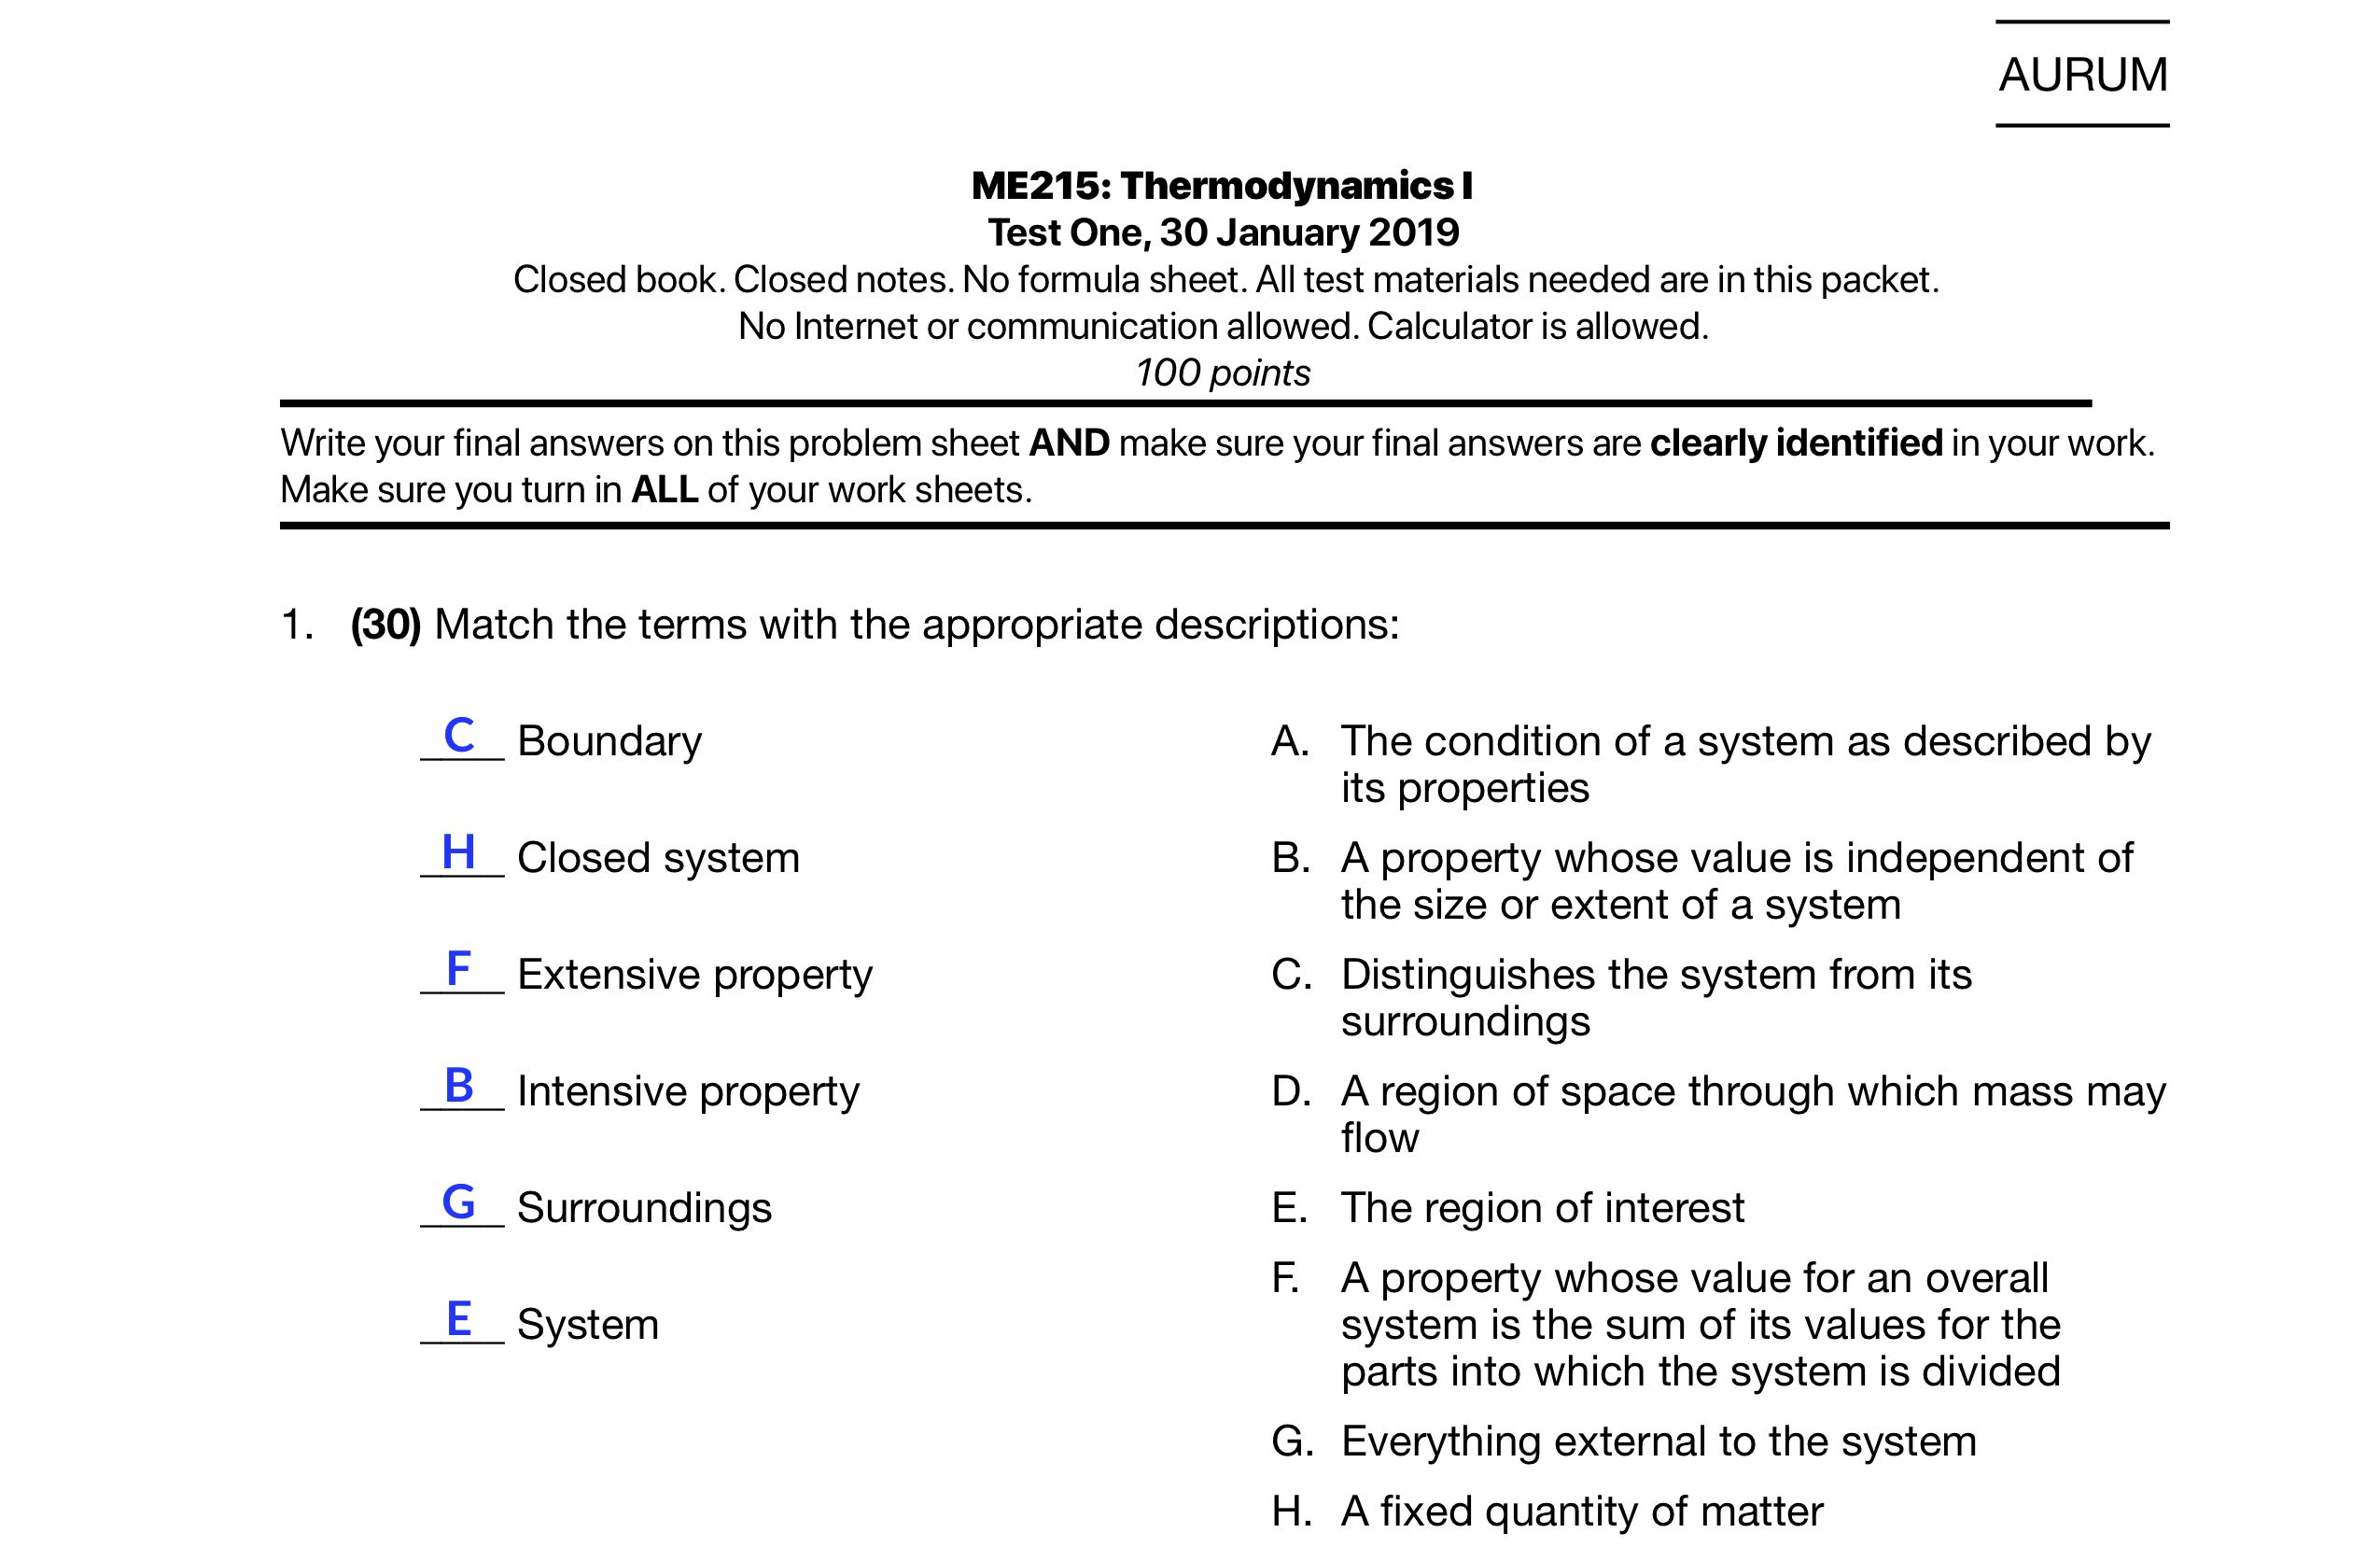 AURUM
ME215: Thermodynamics I
Test One, 30 January 2019
Closed book. Closed notes. No formula sheet. All test materials needed are in this packet.
No Internet or communication allowed. Calculator is allowed.
100 points
Write your final answers on this problem sheet AND make sure your final answers are clearly identified in your work.
Make sure you turn in ALL of your work sheets.
1. (30) Match the terms with the appropriate descriptions:
C Boundary
H Closed system
F Extensive property
B Intensive property
G Surroundings
E System
A. The condition of a system as described by
its properties
B. A property whose value is independent of
the size or extent of a system
C. Distinguishes the system from its
surroundings
D. A region of space through which mass may
flow
E. The region of interest
F. A property whose value for an overall
system is the sum of its values for the
parts into which the system is divided
G. Everything external to the system
H. A fixed quantity of matter